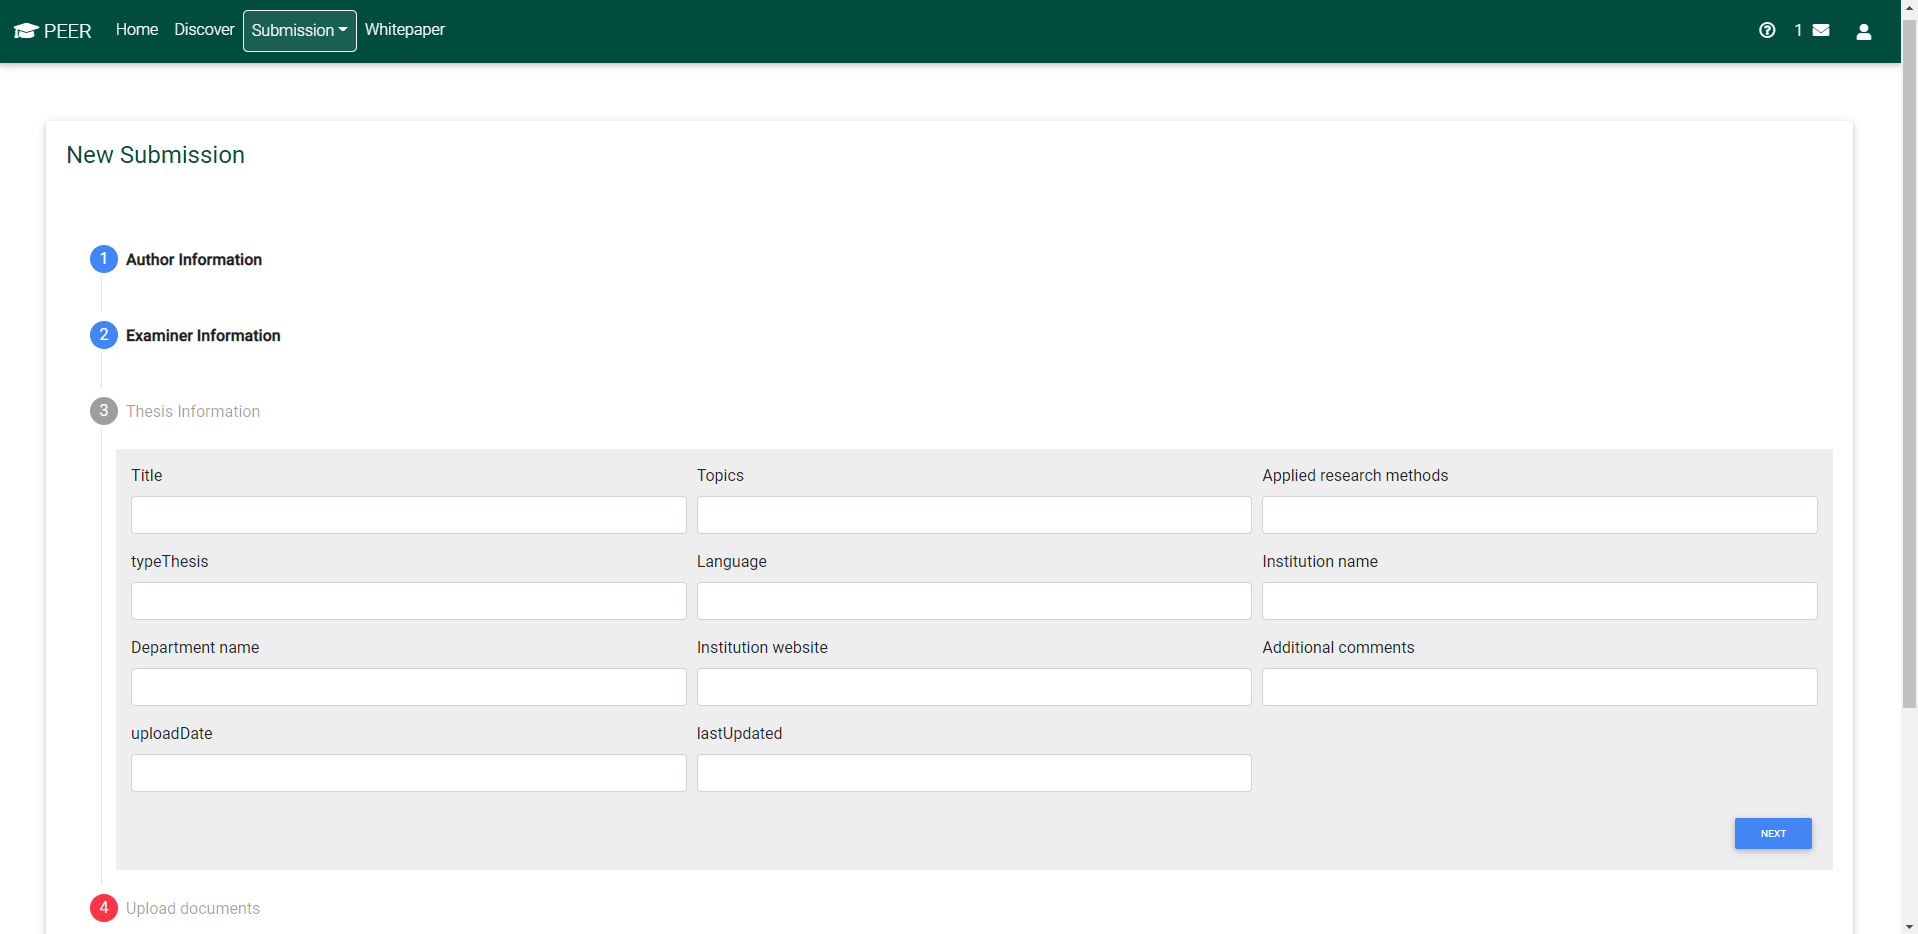 PEER Home Discover Submission Whitepaper 1
New Submission
1 Author Information
2 Examiner Information
3 Thesis Information
Title Topics Applied research methods
typeThesis Language Institution name
Department name Institution website Additional comments
uploadDate lastUpdated
NEXT
4 Upload documents